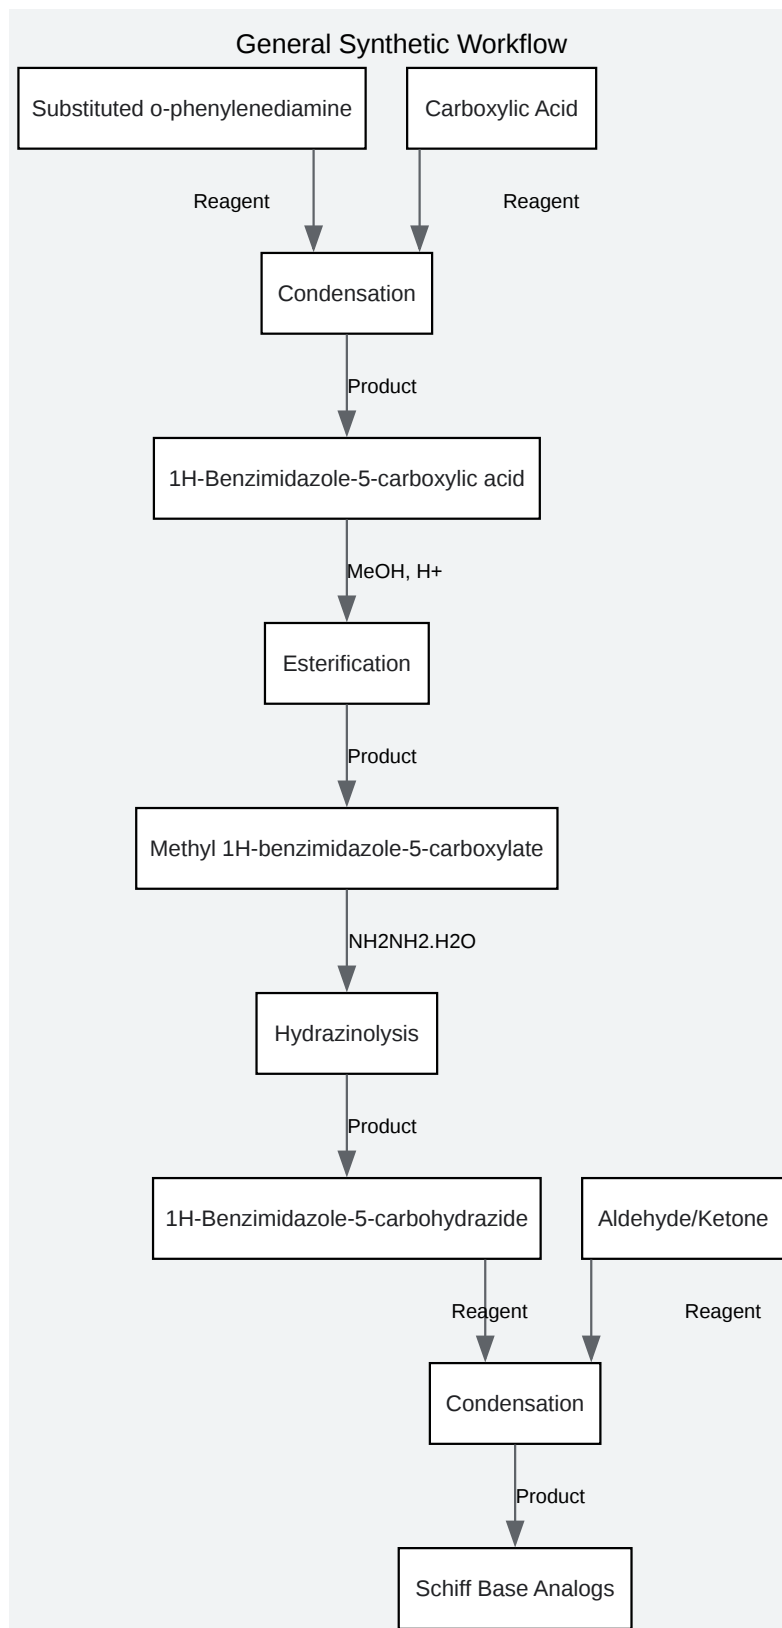 General Synthetic Workflow
Substituted o-phenylenediamine
Carboxylic Acid
Reagent
Reagent
Condensation
Product
1H-Benzimidazole-5-carboxylic acid
MeOH, H+
Esterification
Product
Methyl 1H-benzimidazole-5-carboxylate
NH2NH2.H2O
Hydrazinolysis
Product
1H-Benzimidazole-5-carbohydrazide
Aldehyde/Ketone
Reagent
Reagent
Condensation
Product
Schiff Base Analogs